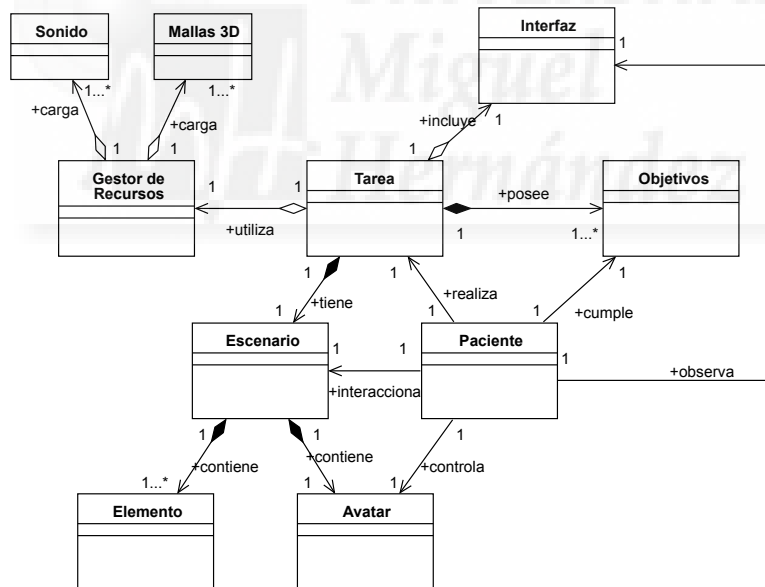 Sonido
Mallas 3D
Interfaz
1
1...*
1...*
+carga
+carga
+incluye
1
1
1
1
Miguel
Hernández
Gestor de
Recursos
Tarea
Objetivos
1
1
+utiliza
+posee
1
1...*
1
+tiene
1
1
+realiza
1
1
+cumple
1
Escenario
Paciente
1
1
1
+interacciona
+observa
1
1
1
+contiene
+contiene
+controla
1...*
1
1
Elemento
Avatar